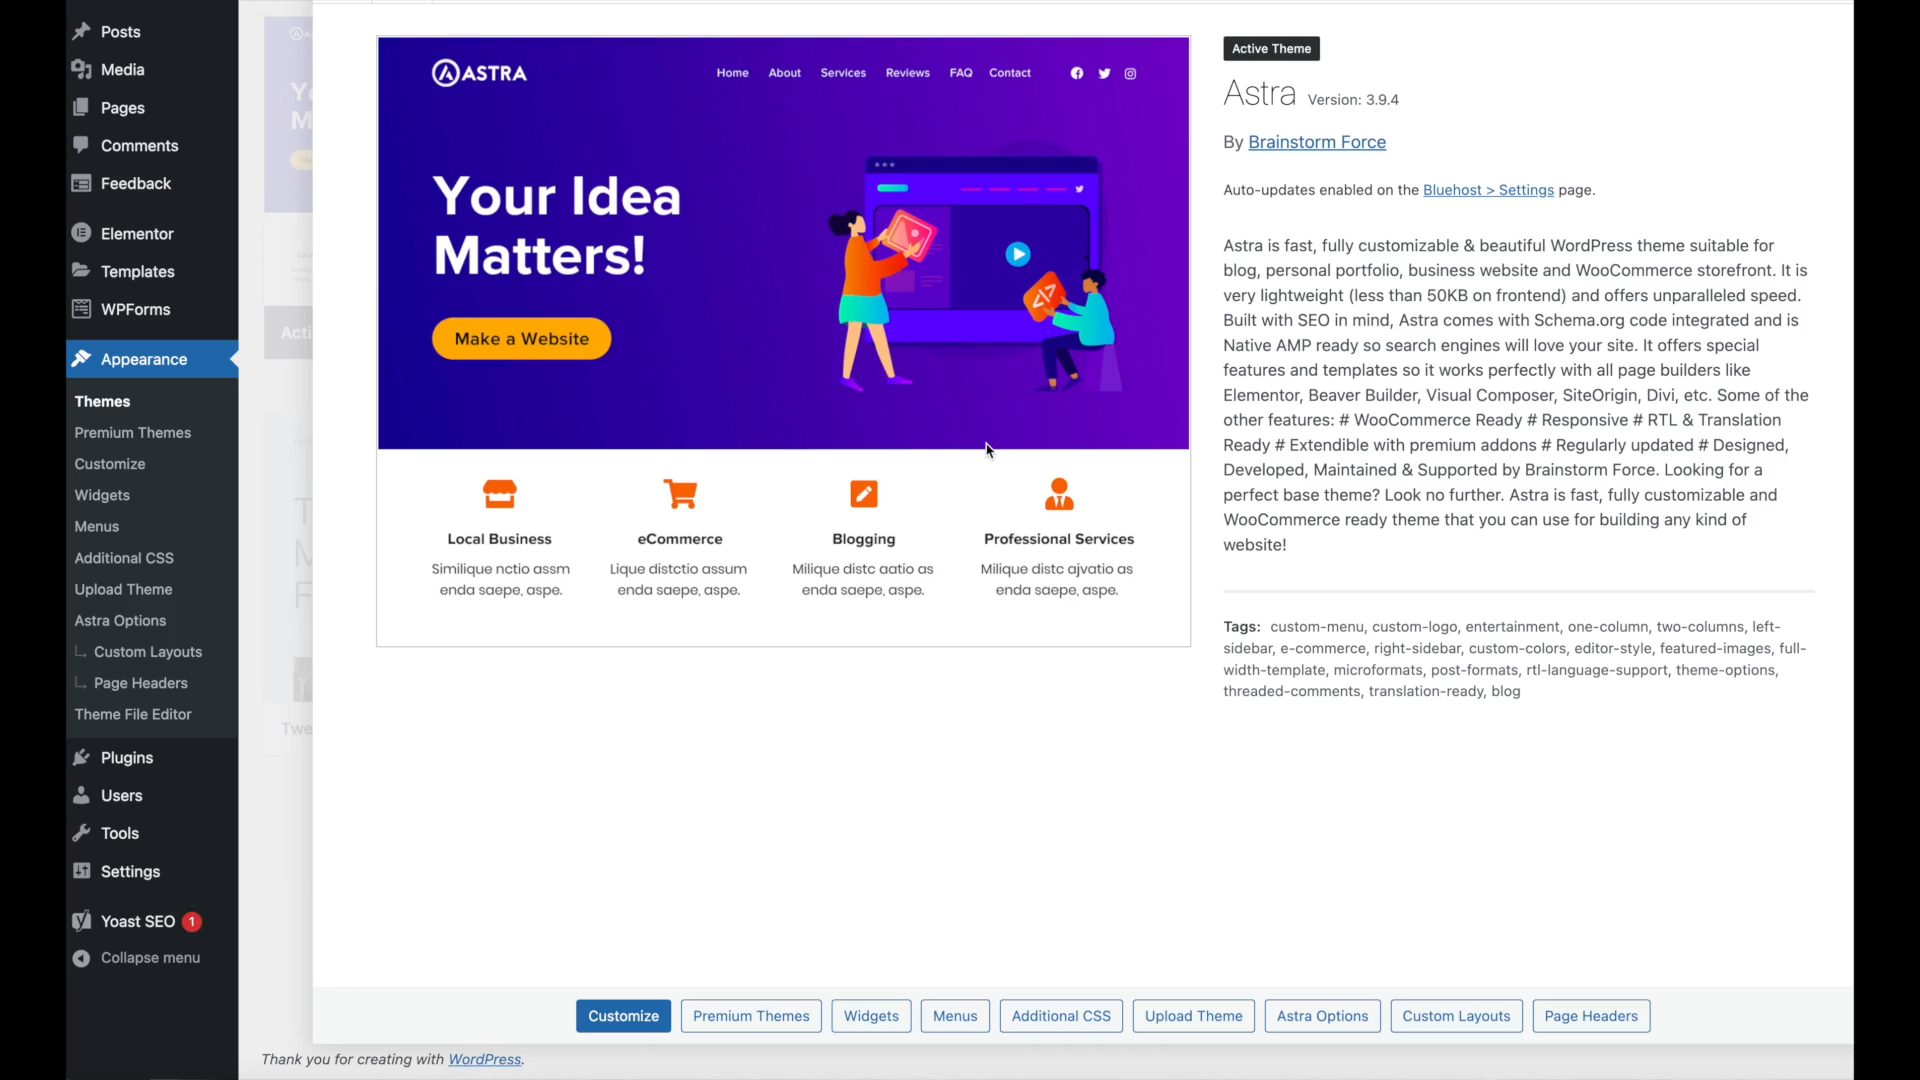 Posts
Media
Pages
Comments
Feedback
Elementor
Templates
WPForms
Appearance
Themes
Premium Themes
Customize
Widgets
Menus
Additional CSS
Upload Theme
Astra Options
Custom Layouts
Page Headers
Theme File Editor
Plugins
Users
Tools
Settings
Yoast SEO 1
Collapse menu
Acti
Twe
ASTRA
Home About Services Reviews FAQ Contact
Your Idea
Matters!
Make a Website
Local Business
Similique nctio assm
enda saepe, aspe.
eCommerce
Lique distctio assum
enda saepe, aspe.
Blogging
Milique distc aatio as
enda saepe, aspe.
Professional Services
Milique distc ajvatio as
enda saepe, aspe.
Active Theme
Astra Version: 3.9.4
By Brainstorm Force
Auto-updates enabled on the Bluehost > Settings page.
Astra is fast, fully customizable & beautiful WordPress theme suitable for
blog, personal portfolio, business website and WooCommerce storefront. It is
very lightweight (less than 50KB on frontend) and offers unparalleled speed.
Built with SEO in mind, Astra comes with Schema.org code integrated and is
Native AMP ready so search engines will love your site. It offers special
features and templates so it works perfectly with all page builders like
Elementor, Beaver Builder, Visual Composer, SiteOrigin, Divi, etc. Some of the
other features: # WooCommerce Ready # Responsive # RTL & Translation
Ready # Extendible with premium addons # Regularly updated # Designed,
Developed, Maintained & Supported by Brainstorm Force. Looking for a
perfect base theme? Look no further. Astra is fast, fully customizable and
WooCommerce ready theme that you can use for building any kind of
website!
Tags: custom-menu, custom-logo, entertainment, one-column, two-columns, left-
sidebar, e-commerce, right-sidebar, custom-colors, editor-style, featured-images, full-
width-template, microformats, post-formats, rtl-language-support, theme-options,
threaded-comments, translation-ready, blog
Customize Premium Themes Widgets Menus Additional CSS Upload Theme Astra Options Custom Layouts Page Headers
Thank you for creating with WordPress.